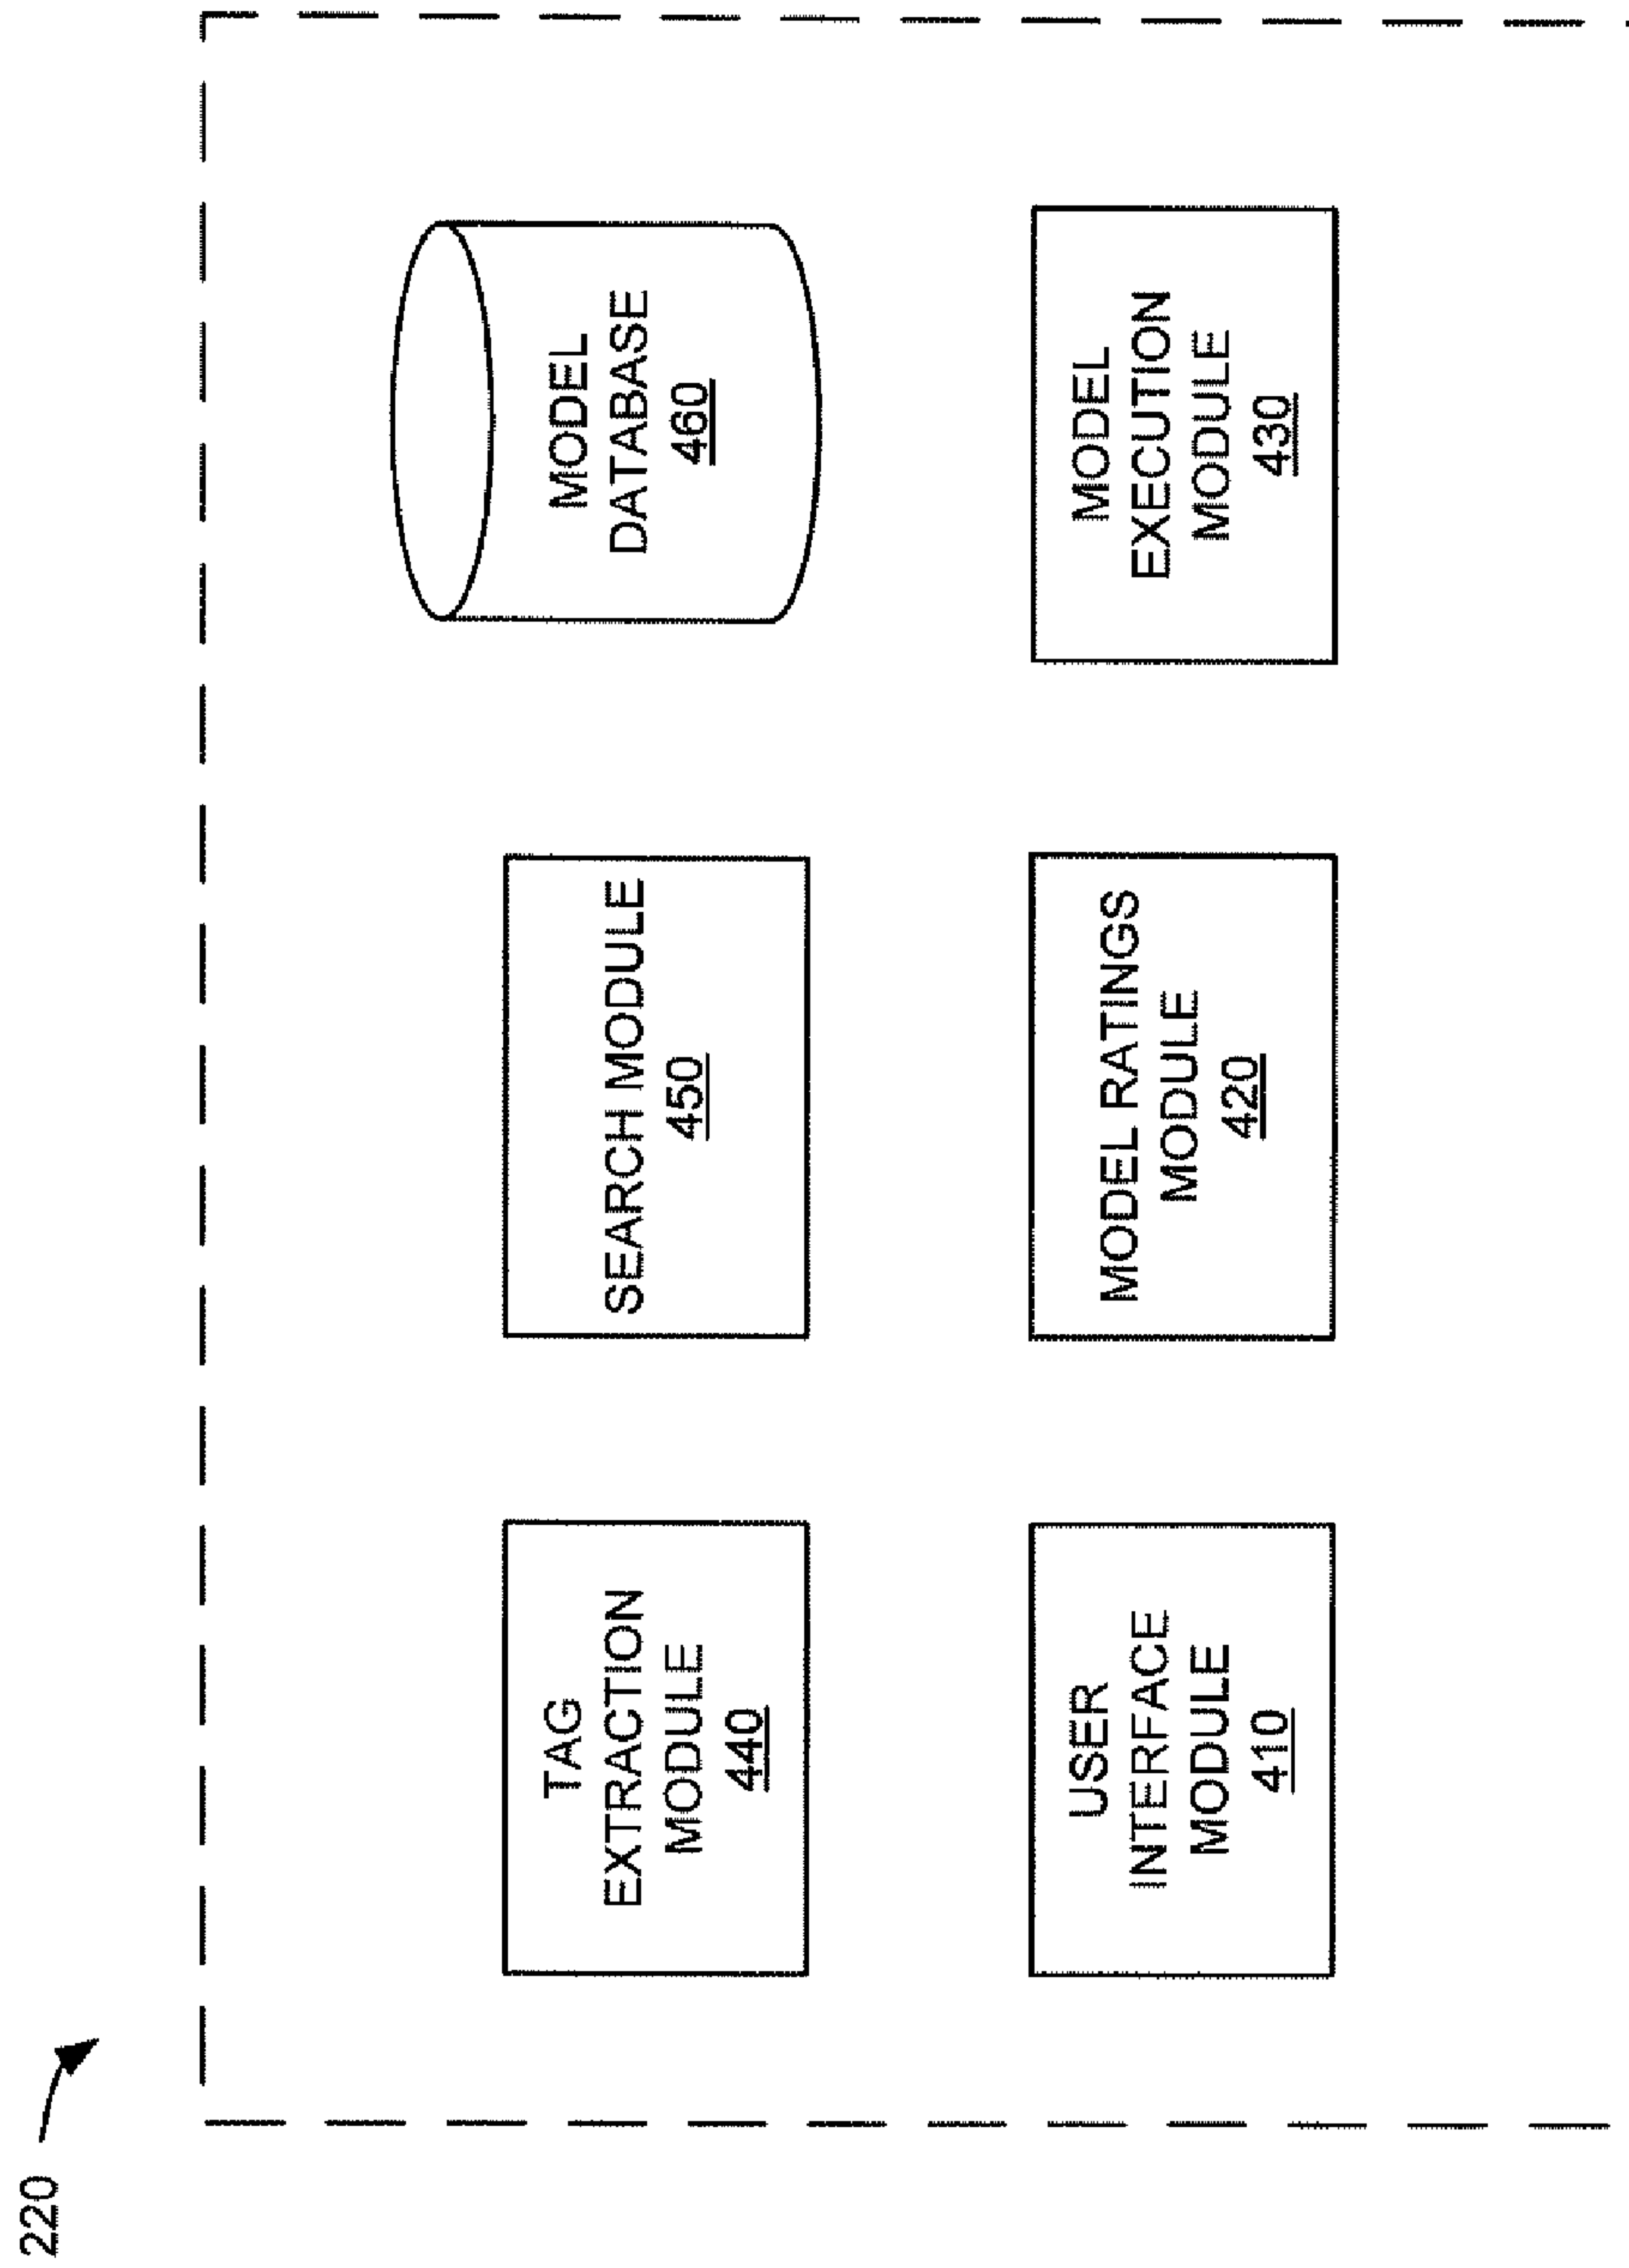 220
TAG
EXTRACTION
MODULE
440
SEARCH MODULE
450
MODEL
DATABASE
460
USER
INTERFACE
MODULE
410
MODEL RATINGS
MODULE
420
MODEL
EXECUTION
MODULE
430